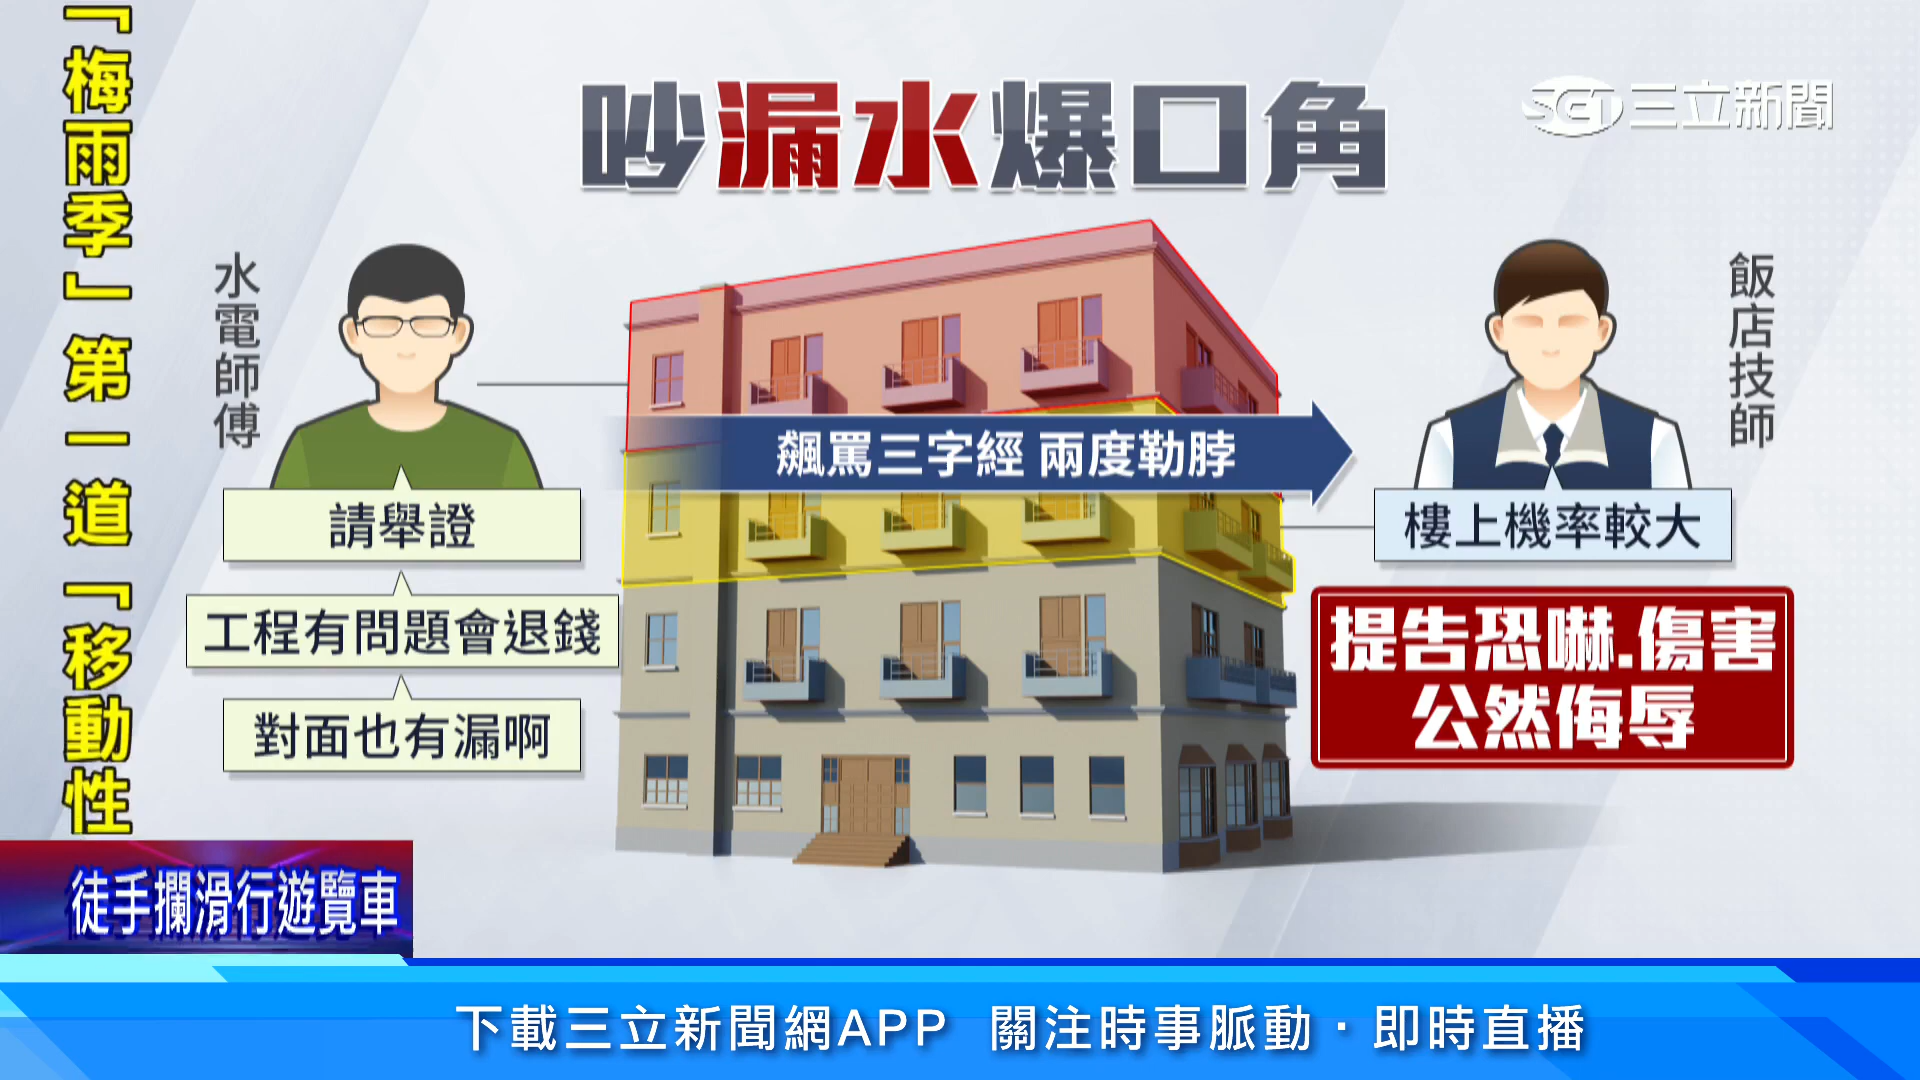 「梅雨季」第一道「移動性
吵漏水爆口角
SET三立新聞
水電師傅
飯店技師
飆罵三字經 兩度勒脖
請舉證
工程有問題會退錢
對面也有漏啊
樓上機率較大
提告恐嚇.傷害
公然侮辱
徒手攔滑行遊覽車
下載三立新聞網APP 關注時事脈動・即時直播